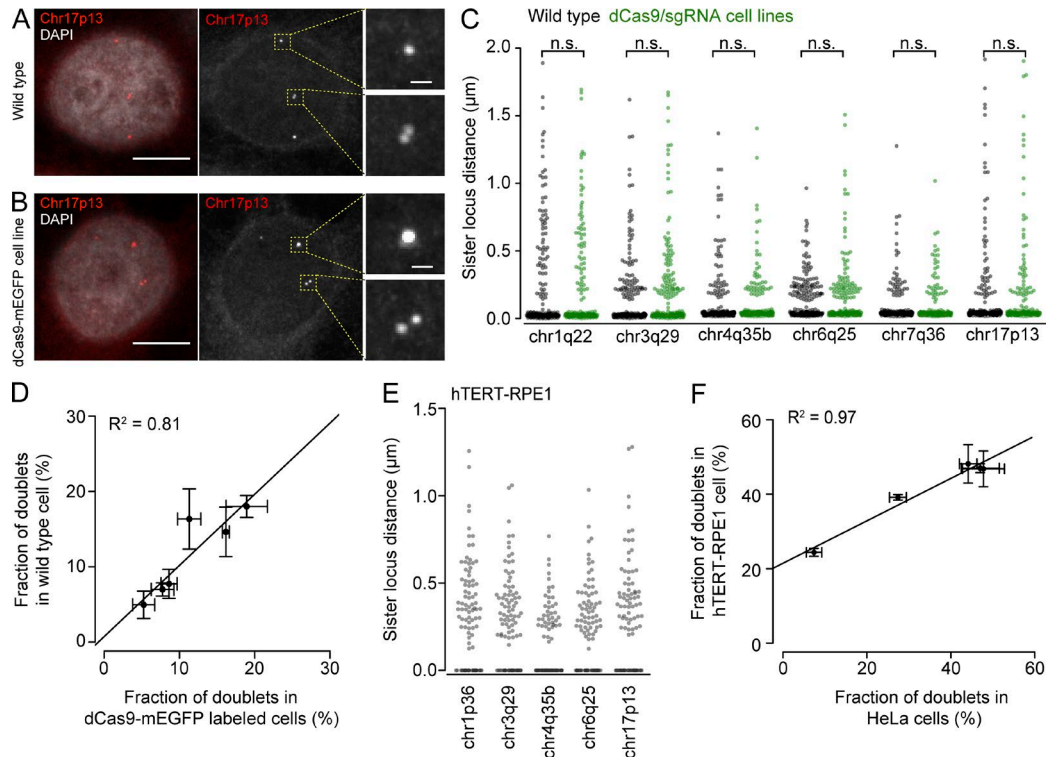 A
Wild type
Chr17p13
DAPI
Chr17p13
B
dCas9-mEGFP cell line
Chr17p13
DAPI
Chr17p13
C
Wild type dCas9/sgRNA cell lines
n.s. n.s. n.s. n.s. n.s. n.s.
Sister locus distance (µm)
2.0
1.5
1.0
0.5
0.0
chr1q22 chr3q29 chr4q35b chr6q25 chr7q36 chr17p13
D
R² = 0.81
Fraction of doublets
in wild type cell (%)
30
20
10
0
0 10 20 30
Fraction of doublets in
dCas9-mEGFP labeled cells (%)
E
hTERT-RPE1
Sister locus distance (µm)
1.5
1.0
0.5
0.0
chr1p36
chr3q29
chr4q35b
chr6q25
chr17p13
F
R² = 0.97
Fraction of doublets in
hTERT-RPE1 cell (%)
60
40
20
0
0 20 40 60
Fraction of doublets in
HeLa cells (%)